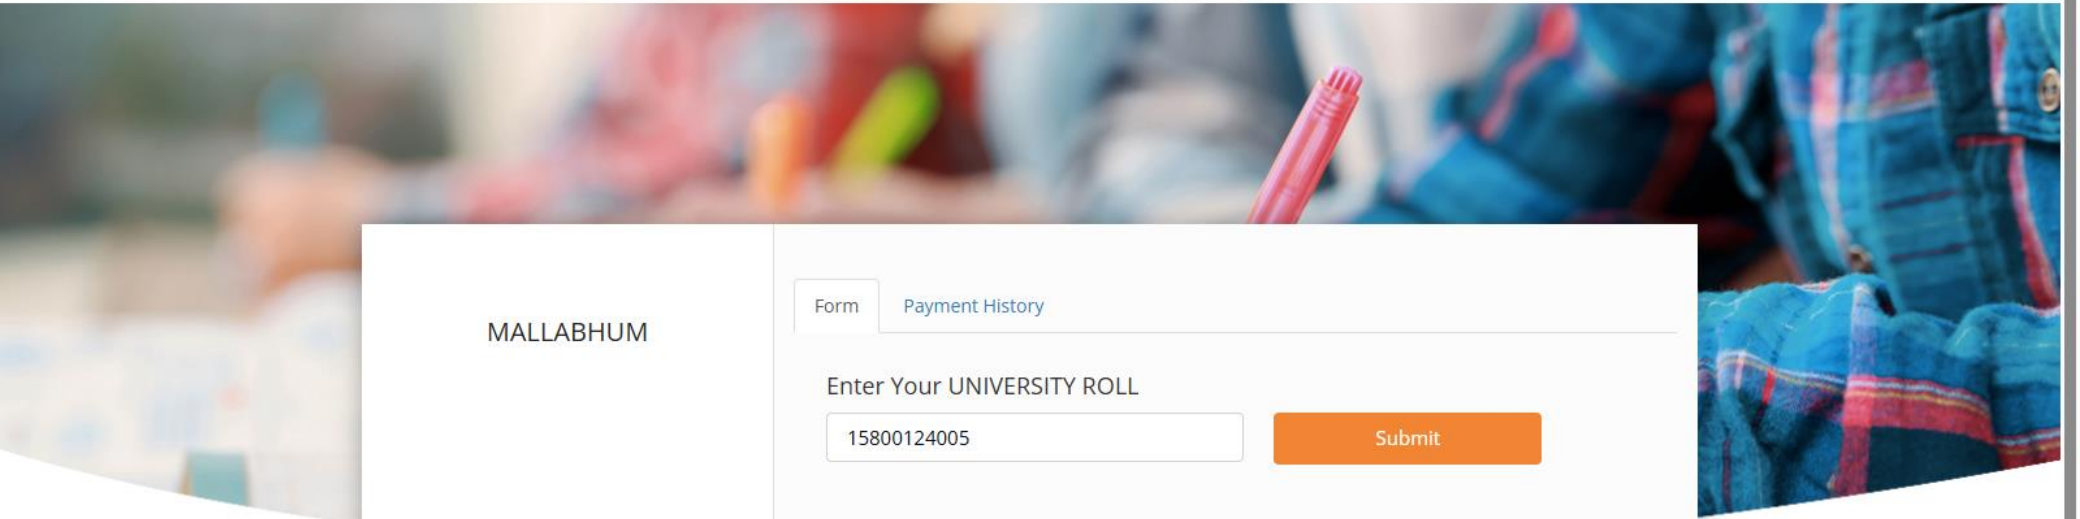 MALLABHUM
Form
Payment History
Enter Your UNIVERSITY ROLL
15800124005
Submit